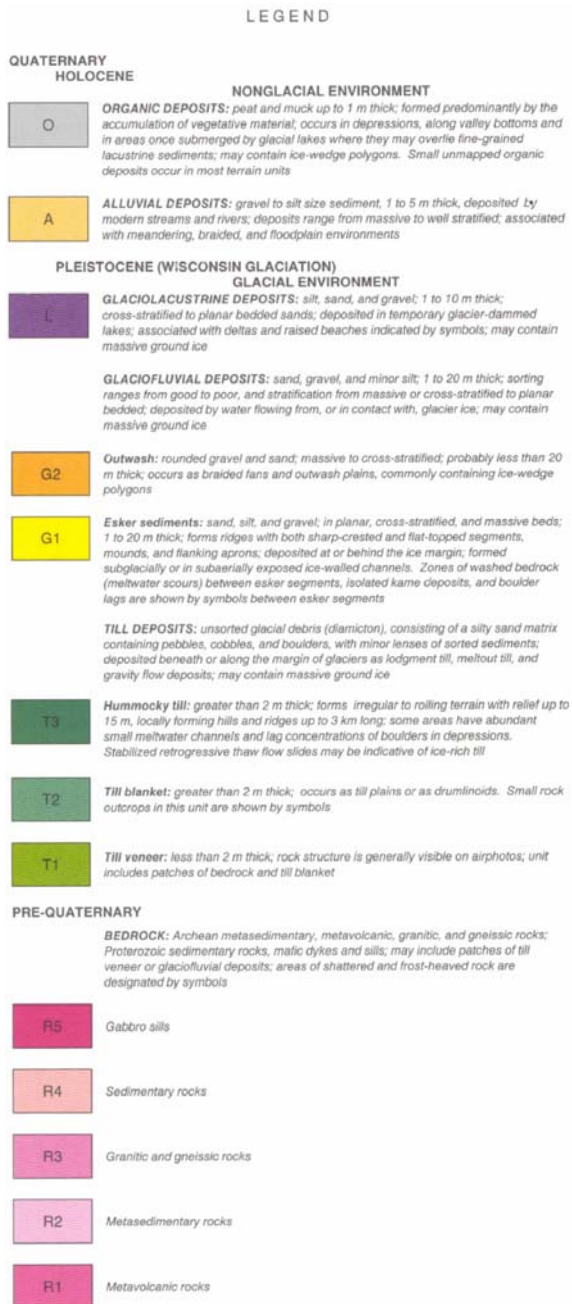 LEGEND
QUATERNARY
HOLOCENE
NONGLACIAL ENVIRONMENT
O
ORGANIC DEPOSITS: peat and muck up to 1 m thick; formed predominantly by the
accumulation of vegetative material; occurs in depressions, along valley bottoms and
in areas once submerged by glacial lakes where they may overlie fine-grained
lacustrine sediments; may contain ice-wedge polygons. Small unmapped organic
deposits occur in most terrain units
A
ALLUVIAL DEPOSITS: gravel to silt size sediment, 1 to 5 m thick, deposited by
modern streams and rivers; deposits range from massive to well stratified; associated
with meandering, braided, and floodplain environments
PLEISTOCENE (WISCONSIN GLACIATION)
GLACIAL ENVIRONMENT
L
GLACIOLACUSTRINE DEPOSITS: silt, sand, and gravel; 1 to 10 m thick;
cross-stratified to planar bedded sands; deposited in temporary glacier-dammed
lakes; associated with deltas and raised beaches indicated by symbols; may contain
massive ground ice
GLACIOFLUVIAL DEPOSITS: sand, gravel, and minor silt; 1 to 20 m thick; sorting
ranges from good to poor, and stratification from massive or cross-stratified to planar
bedded; deposited by water flowing from, or in contact with, glacier ice; may contain
massive ground ice
G2
Outwash: rounded gravel and sand; massive to cross-stratified; probably less than 20
m thick; occurs as braided fans and outwash plains, commonly containing ice-wedge
polygons
G1
Esker sediments: sand, silt, and gravel; in planar, cross-stratified, and massive beds;
1 to 20 m thick; forms ridges with both sharp-crested and flat-topped segments,
mounds, and flanking aprons; deposited at or behind the ice margin; formed
subglacially or in subaerially exposed ice-walled channels. Zones of washed bedrock
(meltwater scours) between esker segments, isolated kame deposits, and boulder
lags are shown by symbols between esker segments
TILL DEPOSITS: unsorted glacial debris (diamicton), consisting of a silty sand matrix
containing pebbles, cobbles, and boulders, with minor lenses of sorted sediments;
deposited beneath or along the margin of glaciers as lodgment till, meltout till, and
gravity flow deposits; may contain massive ground ice
T3
Hummocky till: greater than 2 m thick; forms irregular to rolling terrain with relief up to
15 m, locally forming hills and ridges up to 3 km long; some areas have abundant
small meltwater channels and lag concentrations of boulders in depressions.
Stabilized retrogressive thaw flow slides may be indicative of ice-rich till
T2
Till blanket: greater than 2 m thick; occurs as till plains or as drumlinoids. Small rock
outcrops in this unit are shown by symbols
T1
Till veneer: less than 2 m thick; rock structure is generally visible on airphotos; unit
includes patches of bedrock and till blanket
PRE-QUATERNARY
BEDROCK: Archean metasedimentary, metavolcanic, granitic, and gneissic rocks;
Proterozoic sedimentary rocks, mafic dykes and sills; may include patches of till
veneer or glaciofluvial deposits; areas of shattered and frost-heaved rock are
designated by symbols
R5
Gabbro sills
R4
Sedimentary rocks
R3
Granitic and gneissic rocks
R2
Metasedimentary rocks
R1
Metavolcanic rocks